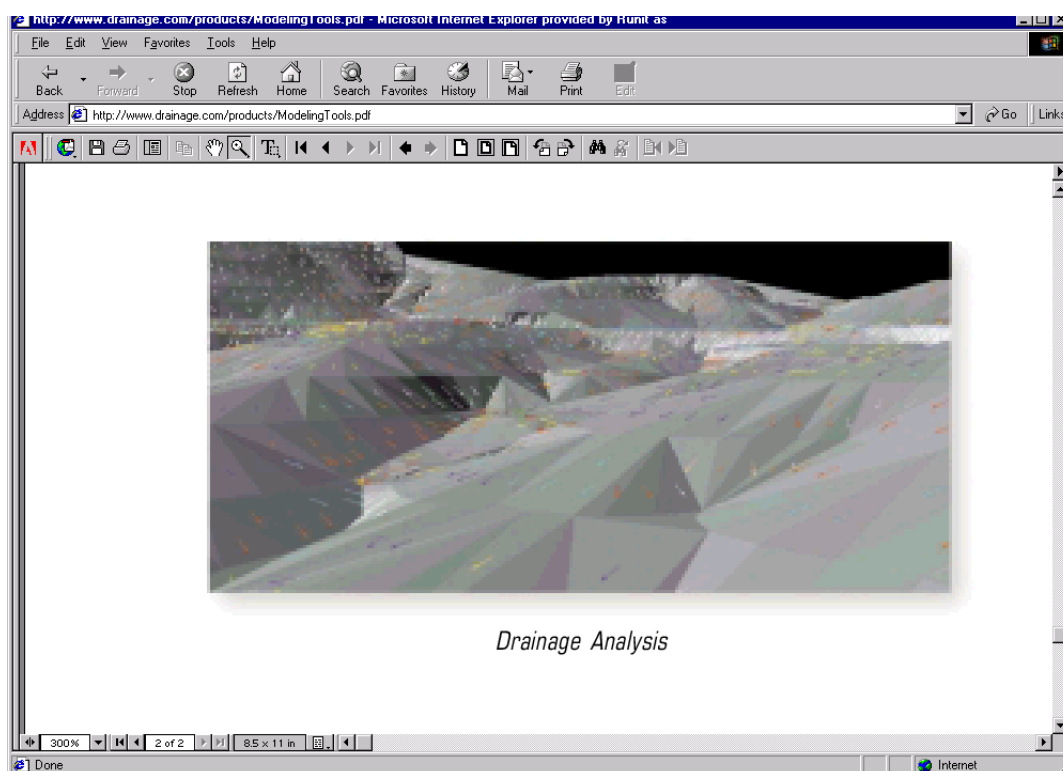 http://www.drainage.com/products/ModelingTools.pdf - Microsoft Internet Explorer provided by Runit as
File Edit View Favorites Tools Help
Back Forward Stop Refresh Home Search Favorites History Mail Print Edit
Address http://www.drainage.com/products/ModelingTools.pdf Go Links
Drainage Analysis
300% 2 of 2 8.5 x 11 in
Done Internet